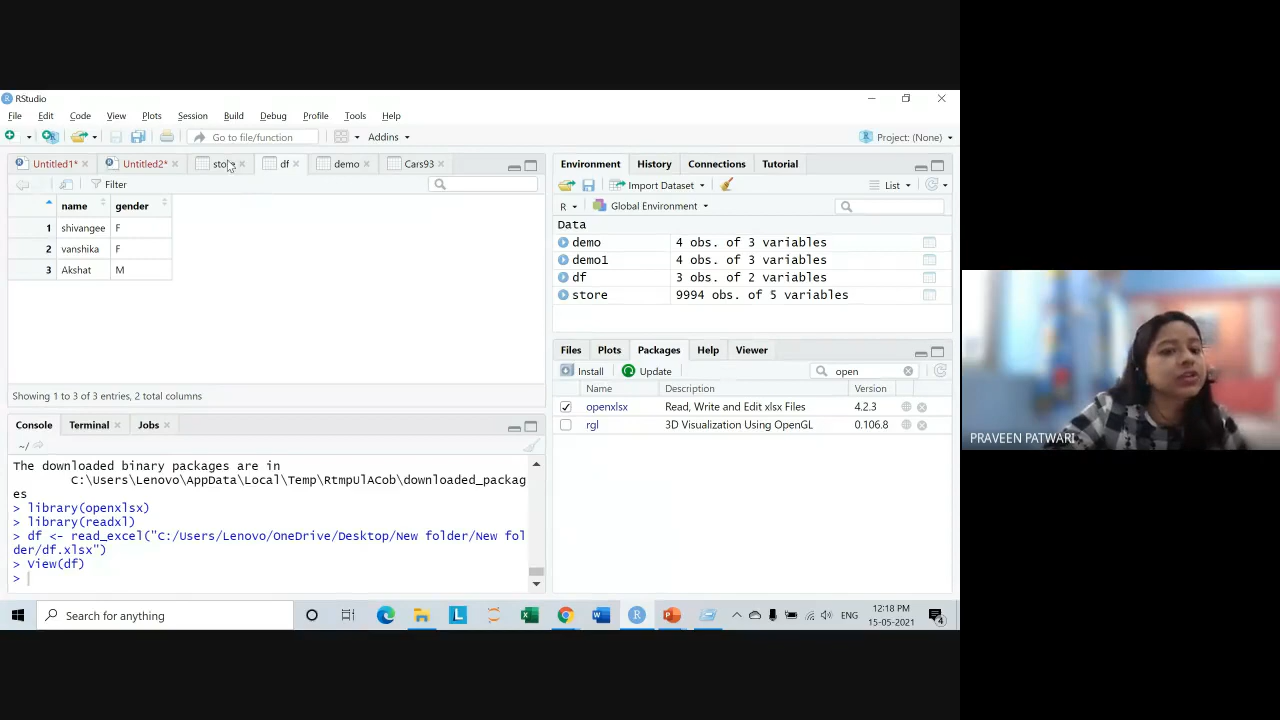 RStudio
File Edit Code View Plots Session Build Debug Profile Tools Help
Go to file/function Addins Project: (None)
Untitled1* Untitled2* store df demo Cars93
Filter
name gender
1 shivangee F
2 vanshika F
3 Akshat M
Showing 1 to 3 of 3 entries, 2 total columns
Console Terminal Jobs
~/
The downloaded binary packages are in
C:\Users\Lenovo\AppData\Local\Temp\RtmpUlACob\downloaded_packag
es
> library(openxlsx)
> library(readxl)
> df <- read_excel("C:/Users/Lenovo/OneDrive/Desktop/New folder/New fol
der/df.xlsx")
> View(df)
>
Environment History Connections Tutorial
Import Dataset List
R Global Environment
Data
demo 4 obs. of 3 variables
demo1 4 obs. of 3 variables
df 3 obs. of 2 variables
store 9994 obs. of 5 variables
Files Plots Packages Help Viewer
Install Update open
Name Description Version
openxlsx Read, Write and Edit xlsx Files 4.2.3
rgl 3D Visualization Using OpenGL 0.106.8
PRAVEEN PATWARI
Search for anything
ENG
12:18 PM
15-05-2021
4